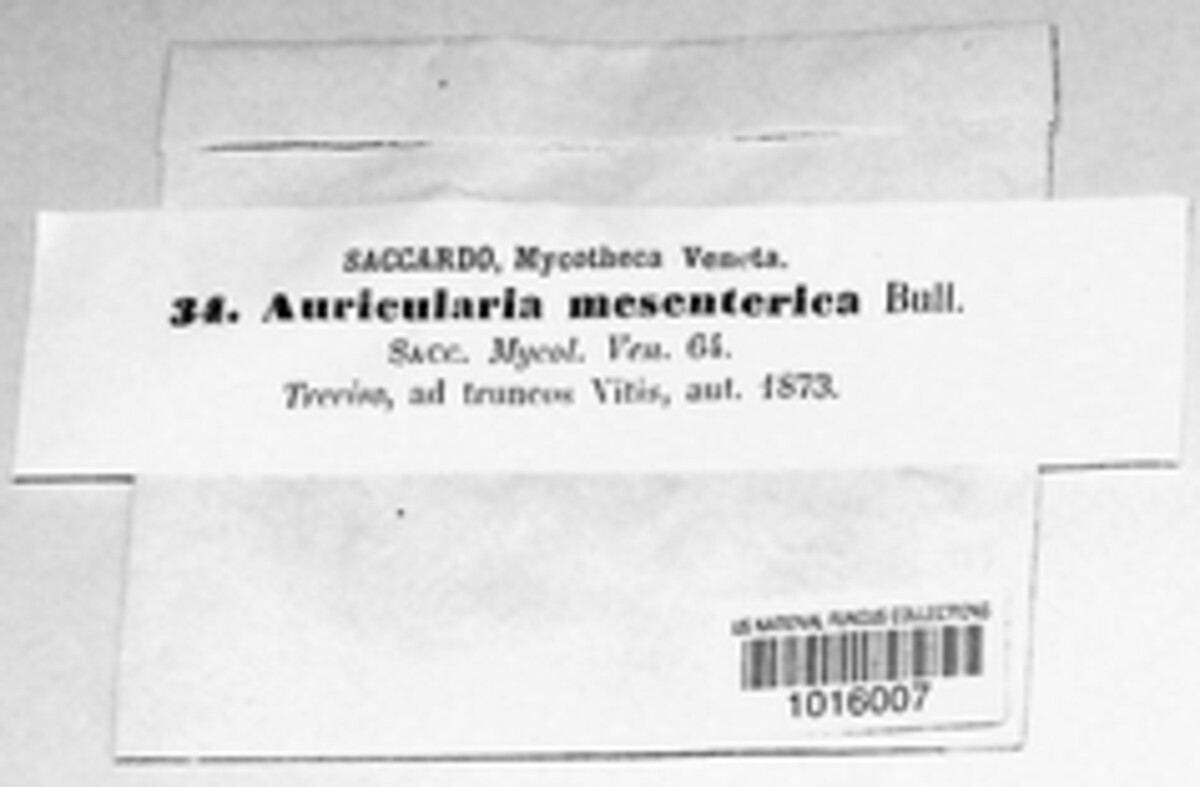 SACCARDO, Mycotheca Veneta.
34. Auricularia mesenterica Bull.
SACC. Mycol. Ven. 64.
Treviso, ad truncos Vitis, aut. 1873.
US NATIONAL FUNGUS COLLECTIONS
1016007